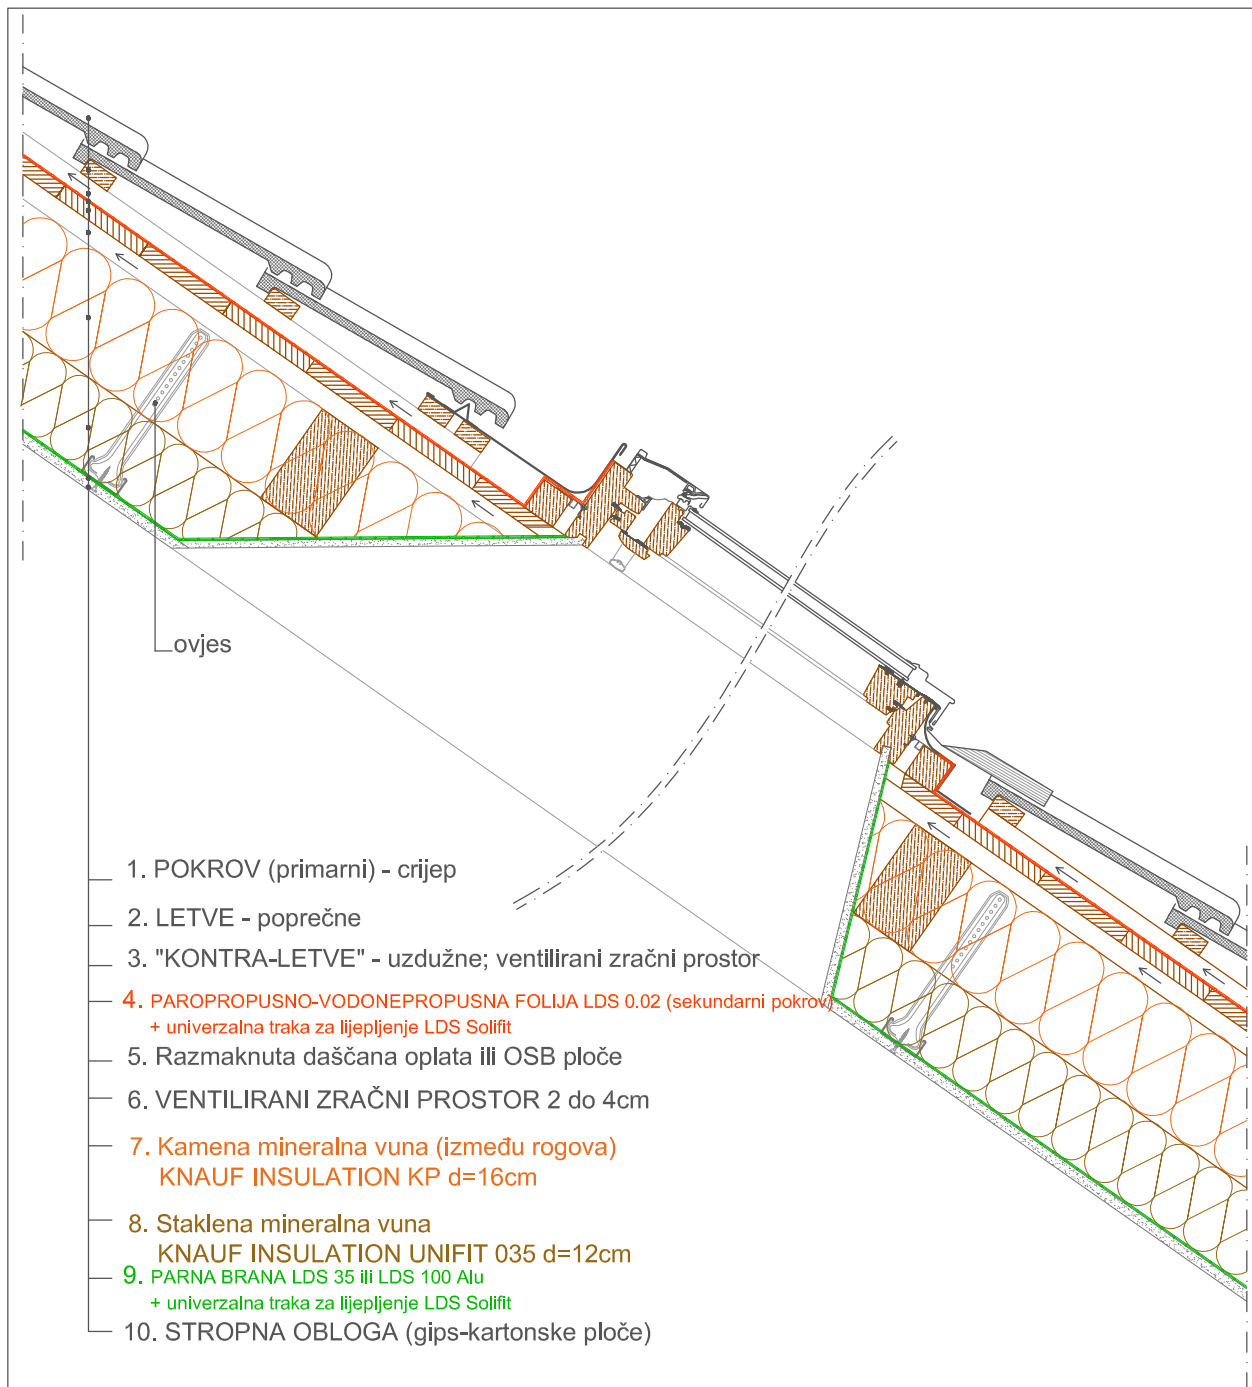 ovjes
1. POKROV (primarni) - crijep
2. LETVE - poprečne
3. "KONTRA-LETVE" - uzdužne; ventilirani zračni prostor
4. PAROPROPUSNO-VODONEPROPUSNA FOLIJA LDS 0.02 (sekundarni pokrov)
+ univerzalna traka za lijepljenje LDS Solifit
5. Razmaknuta daščana oplata ili OSB ploče
6. VENTILIRANI ZRAČNI PROSTOR 2 do 4cm
7. Kamena mineralna vuna (između rogova)
KNAUF INSULATION KP d=16cm
8. Staklena mineralna vuna
KNAUF INSULATION UNIFIT 035 d=12cm
9. PARNA BRANA LDS 35 ili LDS 100 Alu
+ univerzalna traka za lijepljenje LDS Solifit
10. STROPNA OBLOGA (gips-kartonske ploče)